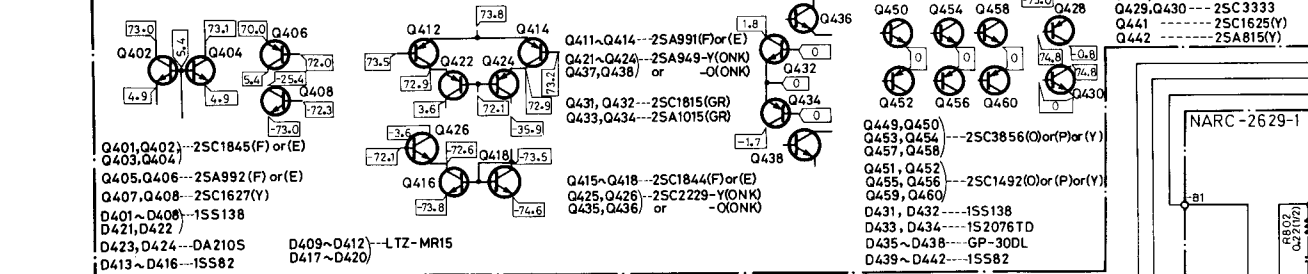 73.0
73.1
5.4
Q402
Q404
4.9
4.9
70.0
Q406
72.0
5.4
-25.4
Q408
-72.3
-73.0
Q401,Q402
Q403,Q404)---2SC1845(F)or(E)
Q405,Q406---2SA992(F)or(E)
Q407,Q408---2SC1627(Y)
D401~D408
D421,D422)---1SS138
D423,D424---DA210S
D413~D416---1SS82
D409~D412
D417~D420)---LTZ-MR15
73.8
Q412
Q414
73.5
73.2
Q422
Q424
72.9
72.9
3.6
72.1
-35.9
-3.6
Q426
-72.1
-72.6
Q418
-73.5
Q416
-73.8
-74.6
Q411~Q414---2SA991(F)or(E)
Q421~Q424---2SA949-Y(ONK)
Q437,Q438) or -O(ONK)
Q431,Q432---2SC1815(GR)
Q433,Q434---2SA1015(GR)
Q415~Q418---2SC1844(F)or(E)
Q425,Q426---2SC2229-Y(ONK)
Q435,Q436) or -O(ONK)
Q436
1.8
0
Q432
0
Q434
0
-1.7
Q438
Q450 Q454 Q458
0 0 0
Q452 Q456 Q460
Q428
74.8
-0.8
74.8
Q430
0
Q449,Q450
Q453,Q454---2SC3856(O)or(P)or(Y)
Q457,Q458
Q451,Q452
Q455,Q456---2SC1492(O)or(P)or(Y)
Q459,Q460
D431,D432----1SS138
D433,D434----1S2076TD
D435~D438----GP-30DL
D439~D442----1SS82
Q429,Q430---2SC3333
Q441 ------2SC1625(Y)
Q442 ------2SA815(Y)
NARC-2629-1
-B1
R802
0.22(1/2)